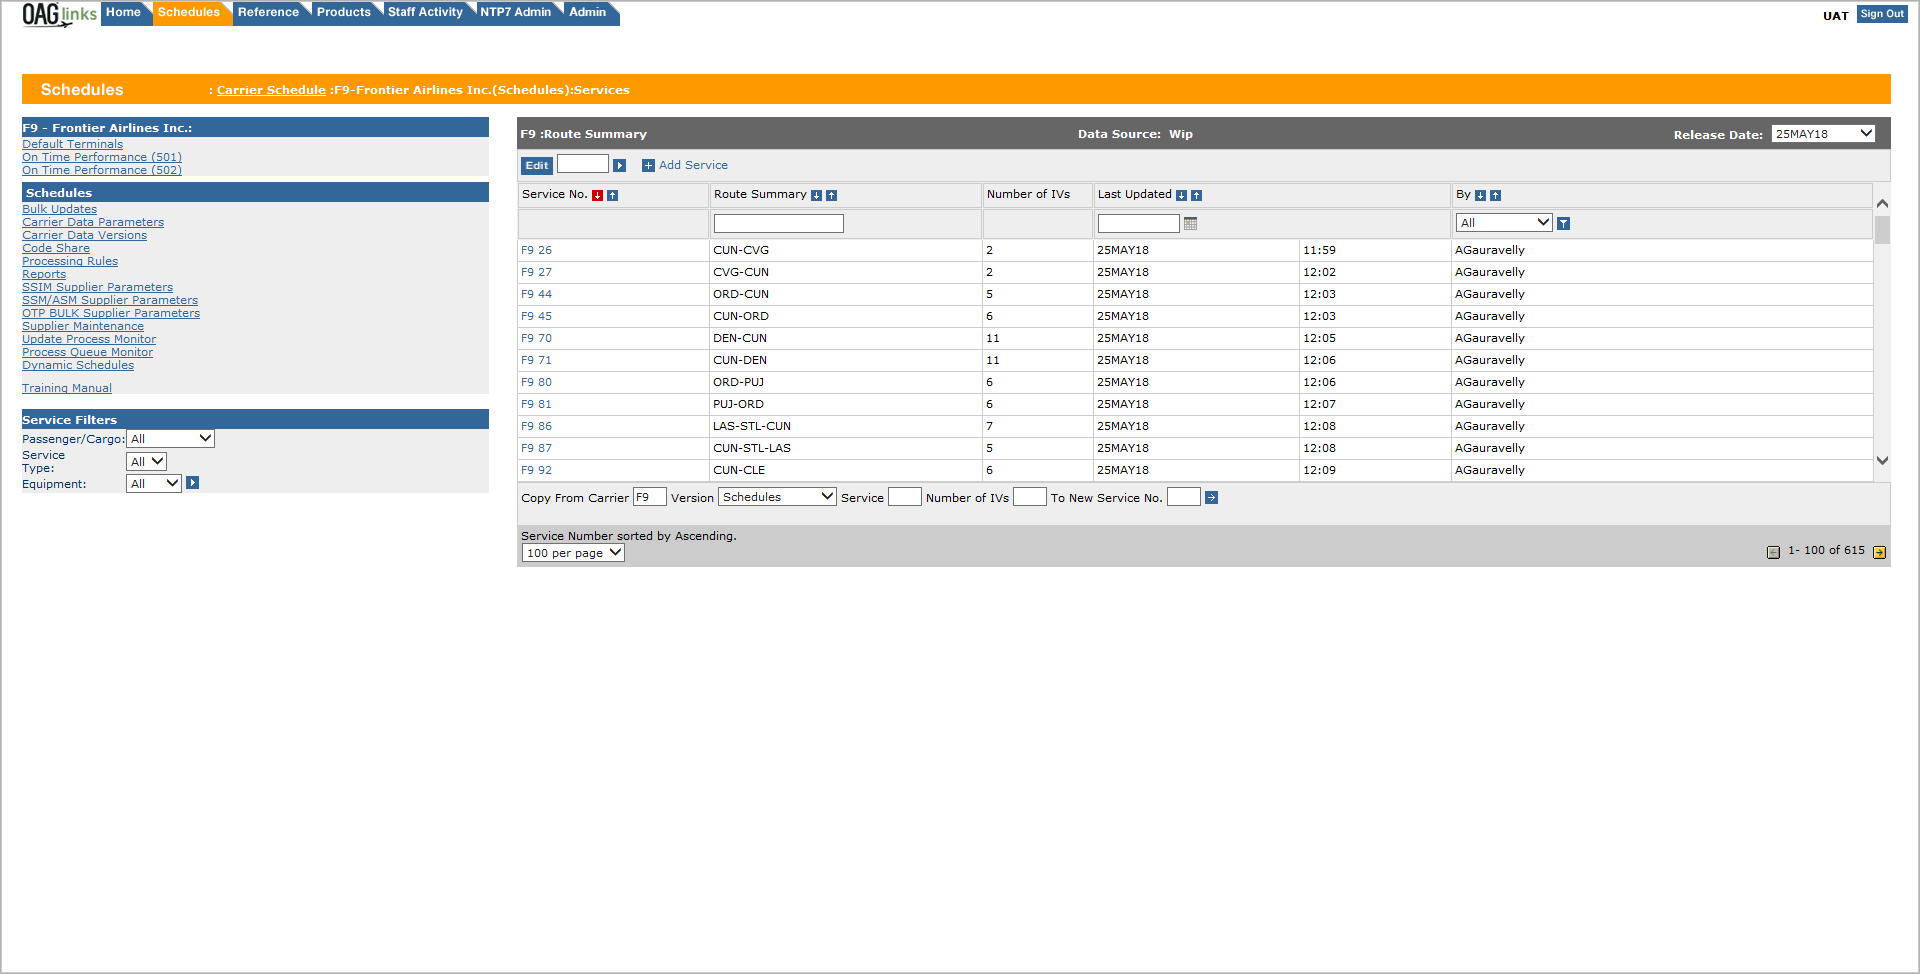 OAG links Home Schedules Reference Products Staff Activity NTP7 Admin Admin UAT Sign Out
Schedules : Carrier Schedule :F9-Frontier Airlines Inc.(Schedules):Services
F9 - Frontier Airlines Inc.:
Default Terminals
On Time Performance (501)
On Time Performance (502)
Schedules
Bulk Updates
Carrier Data Parameters
Carrier Data Versions
Code Share
Processing Rules
Reports
SSIM Supplier Parameters
SSM/ASM Supplier Parameters
OTP BULK Supplier Parameters
Supplier Maintenance
Update Process Monitor
Process Queue Monitor
Dynamic Schedules
Training Manual
Service Filters
Passenger/Cargo: All
Service
Type: All
Equipment: All
F9 :Route Summary Data Source: Wip Release Date: 25MAY18
Edit Add Service
Service No. Route Summary Number of IVs Last Updated By
All
F9 26 CUN-CVG 2 25MAY18 11:59 AGauravelly
F9 27 CVG-CUN 2 25MAY18 12:02 AGauravelly
F9 44 ORD-CUN 5 25MAY18 12:03 AGauravelly
F9 45 CUN-ORD 6 25MAY18 12:03 AGauravelly
F9 70 DEN-CUN 11 25MAY18 12:05 AGauravelly
F9 71 CUN-DEN 11 25MAY18 12:06 AGauravelly
F9 80 ORD-PUJ 6 25MAY18 12:06 AGauravelly
F9 81 PUJ-ORD 6 25MAY18 12:07 AGauravelly
F9 86 LAS-STL-CUN 7 25MAY18 12:08 AGauravelly
F9 87 CUN-STL-LAS 5 25MAY18 12:08 AGauravelly
F9 92 CUN-CLE 6 25MAY18 12:09 AGauravelly
Copy From Carrier F9 Version Schedules Service Number of IVs To New Service No.
Service Number sorted by Ascending.
100 per page 1- 100 of 615